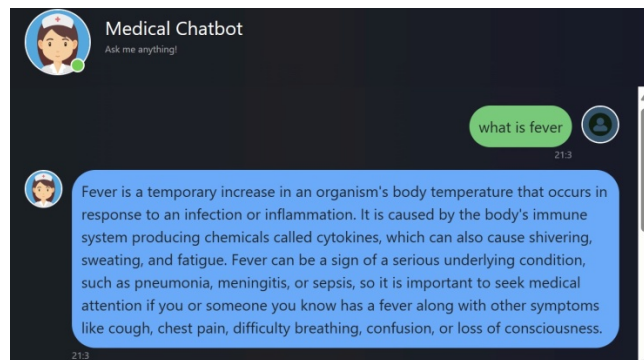 Medical Chatbot
Ask me anything!
what is fever
21:3
Fever is a temporary increase in an organism's body temperature that occurs in
response to an infection or inflammation. It is caused by the body's immune
system producing chemicals called cytokines, which can also cause shivering,
sweating, and fatigue. Fever can be a sign of a serious underlying condition,
such as pneumonia, meningitis, or sepsis, so it is important to seek medical
attention if you or someone you know has a fever along with other symptoms
like cough, chest pain, difficulty breathing, confusion, or loss of consciousness.
21:3